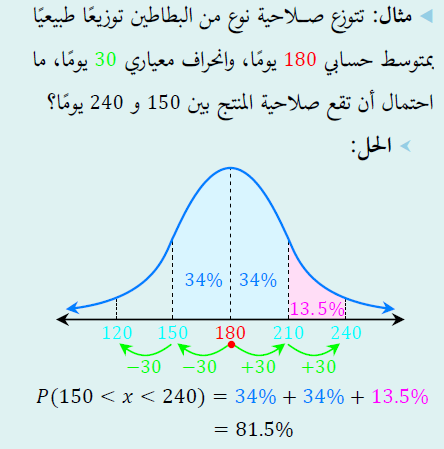 مثال: تتوزع صـلاحية نوع من البطاطين توزيعًا طبيعيًا
بمتوسط حسابي 180 يومًا، وانحراف معياري 30 يومًا، ما
احتمال أن تقع صلاحية المنتج بين 150 و 240 يومًا؟
الحل:
34% 34%
13.5%
120 150 180 210 240
−30 −30 +30 +30
P(150 < x < 240) = 34% + 34% + 13.5%
= 81.5%